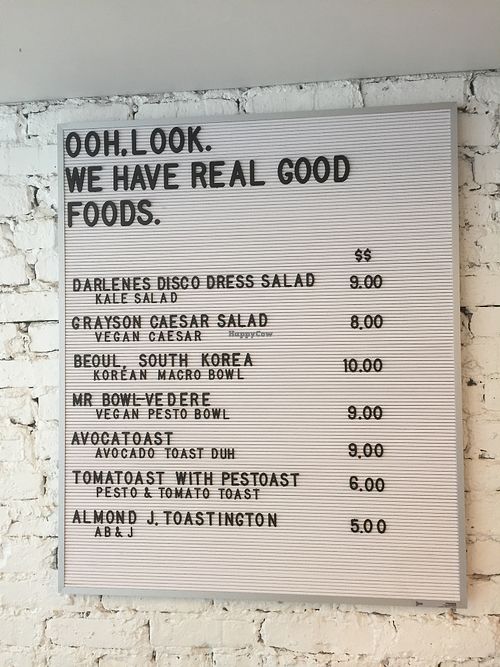 OOH, LOOK.
WE HAVE REAL GOOD
FOODS.
$$
DARLENES DISCO DRESS SALAD 9.00
KALE SALAD
GRAYSON CAESAR SALAD 8.00
VEGAN CAESAR
HappyCow
BEOUL, SOUTH KOREA 10.00
KOREAN MACRO BOWL
MR BOWL-VEDERE 9.00
VEGAN PESTO BOWL
AVOCATOAST 9.00
AVOCADO TOAST DUH
TOMATOAST WITH PESTOAST 6.00
PESTO & TOMATO TOAST
ALMOND J. TOASTINGTON 5.00
AB & J